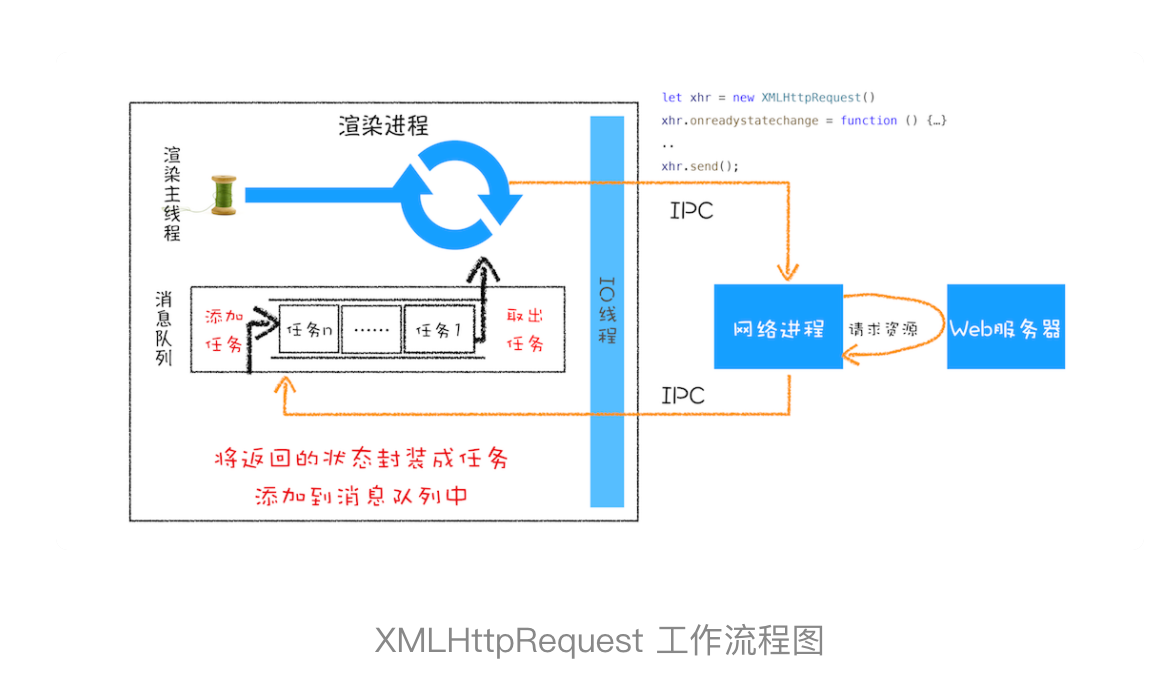 let xhr = new XMLHttpRequest()
xhr.onreadystatechange = function () {…}
..
xhr.send();
渲染进程
渲染主线程
IPC
IO线程
消息队列
添加
任务
任务n
……
任务1
取出
任务
网络进程
请求资源
Web服务器
IPC
将返回的状态封装成任务
添加到消息队列中
XMLHttpRequest 工作流程图